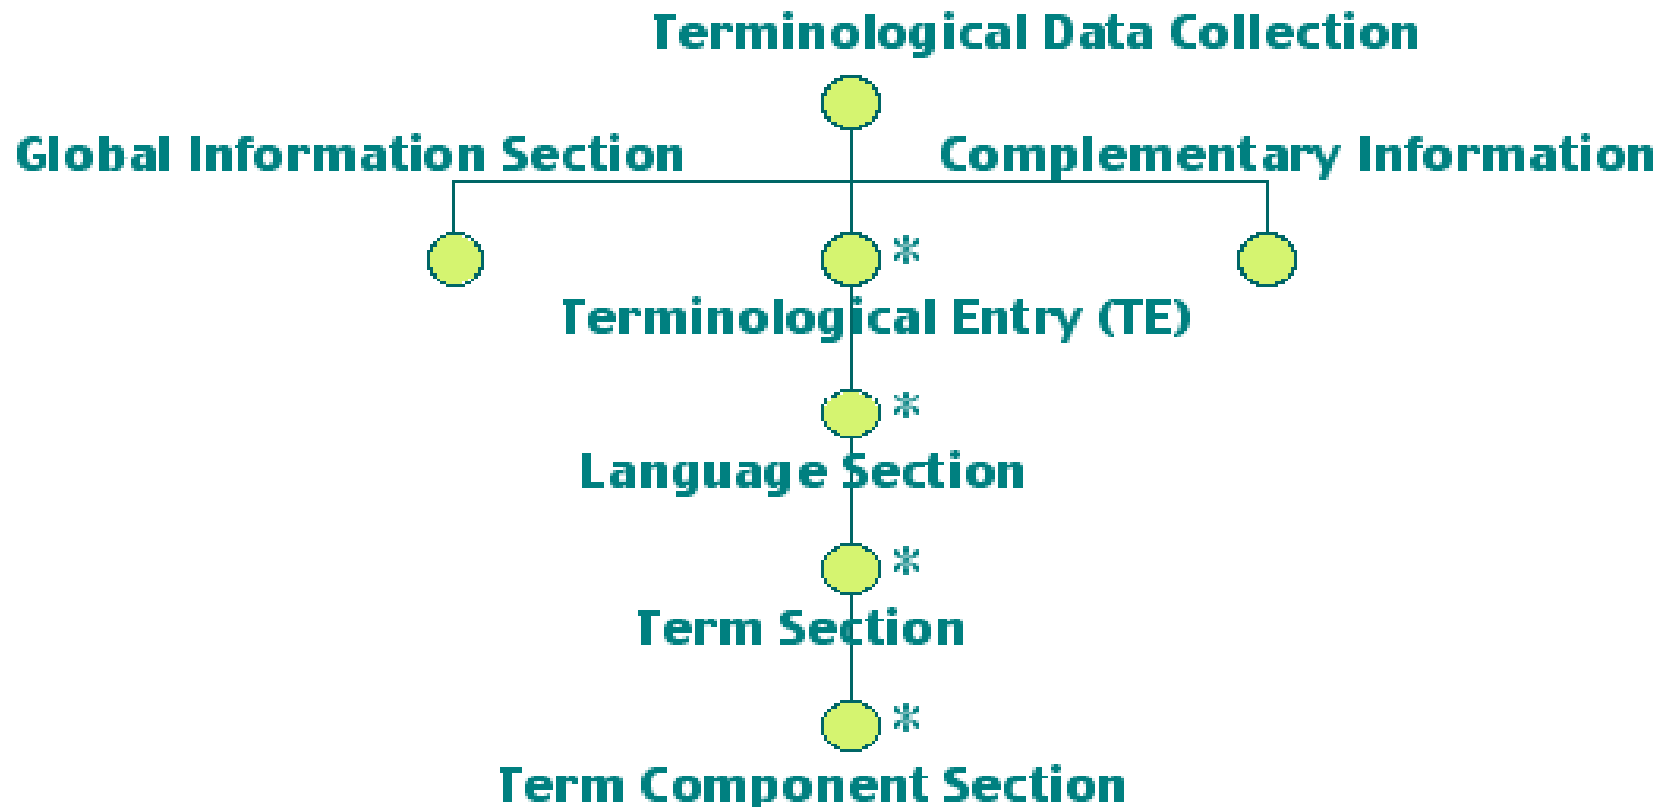 Terminological Data Collection
Global Information Section
Complementary Information
*
Terminological Entry (TE)
*
Language Section
*
Term Section
*
Term Component Section